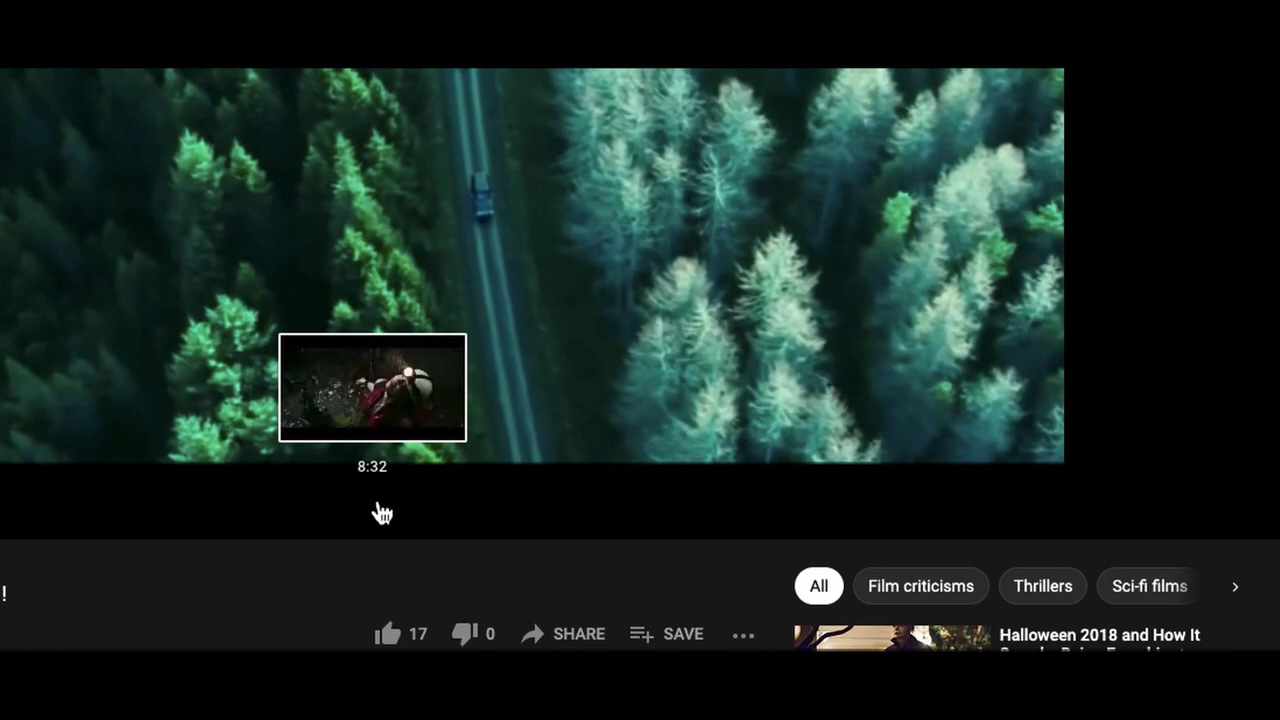 8:32
!
All
Film criticisms
Thrillers
Sci-fi films
17
0
SHARE
SAVE
Halloween 2018 and How It